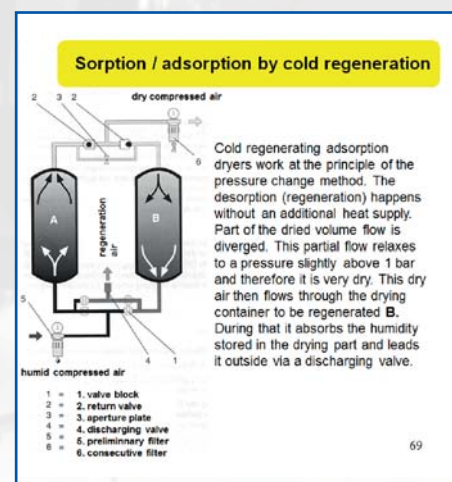 Sorption / adsorption by cold regeneration
2 3 2 dry compressed air
6
A
B
regeneration
air
5
4 1
humid compressed air
Cold regenerating adsorption
dryers work at the principle of the
pressure change method. The
desorption (regeneration) happens
without an additional heat supply.
Part of the dried volume flow is
diverged. This partial flow relaxes
to a pressure slightly above 1 bar
and therefore it is very dry. This dry
air then flows through the drying
container to be regenerated B.
During that it absorbs the humidity
stored in the drying part and leads
it outside via a discharging valve.
1 = 1. valve block
2 = 2. return valve
3 = 3. aperture plate
4 = 4. discharging valve
5 = 5. preliminnary filter
6 = 6. consecutive filter
69